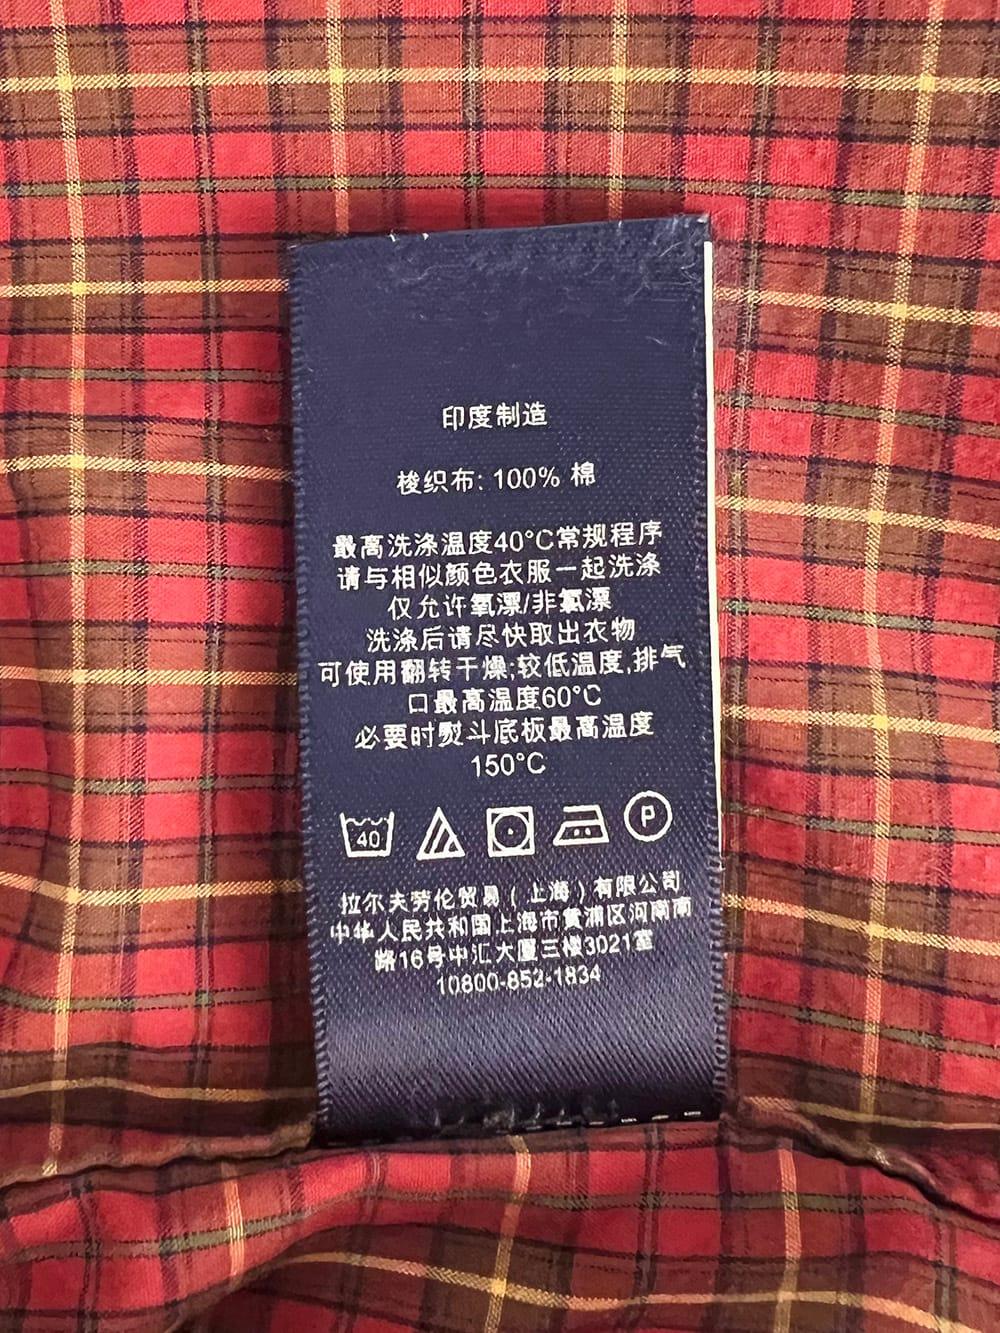 印度制造
梭织布: 100% 棉
最高洗涤温度40°C常规程序
请与相似颜色衣服一起洗涤
仅允许氧漂/非氯漂
洗涤后请尽快取出衣物
可使用翻转干燥;较低温度,排气
口最高温度60°C
必要时熨斗底板最高温度
150°C
40
P
拉尔夫劳伦贸易(上海)有限公司
中华人民共和国上海市黄浦区河南南
路16号中汇大厦三楼3021室
10800-852-1834